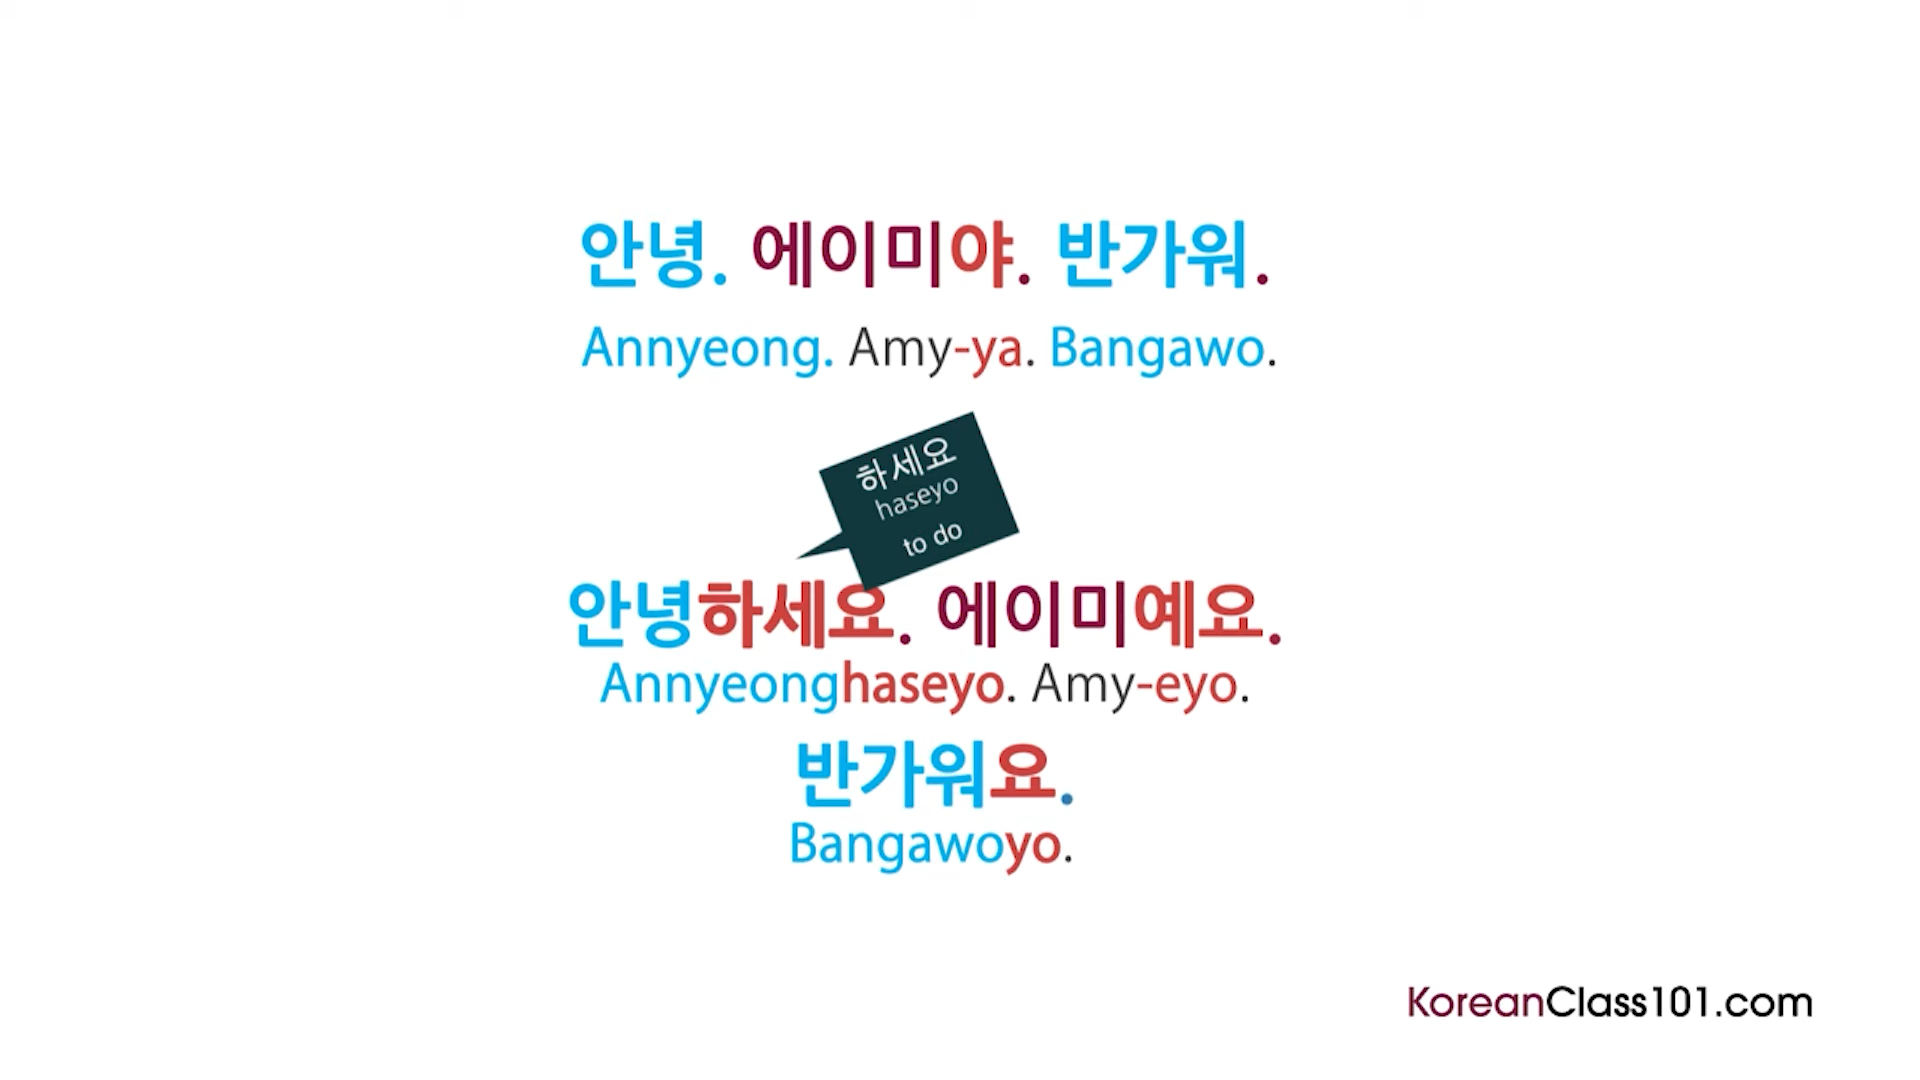 안녕. 에이미야. 반가워.
Annyeong. Amy-ya. Bangawo.
하세요
haseyo
to do
안녕하세요. 에이미예요.
Annyeonghaseyo. Amy-eyo.
반가워요.
Bangawoyo.
KoreanClass101.com